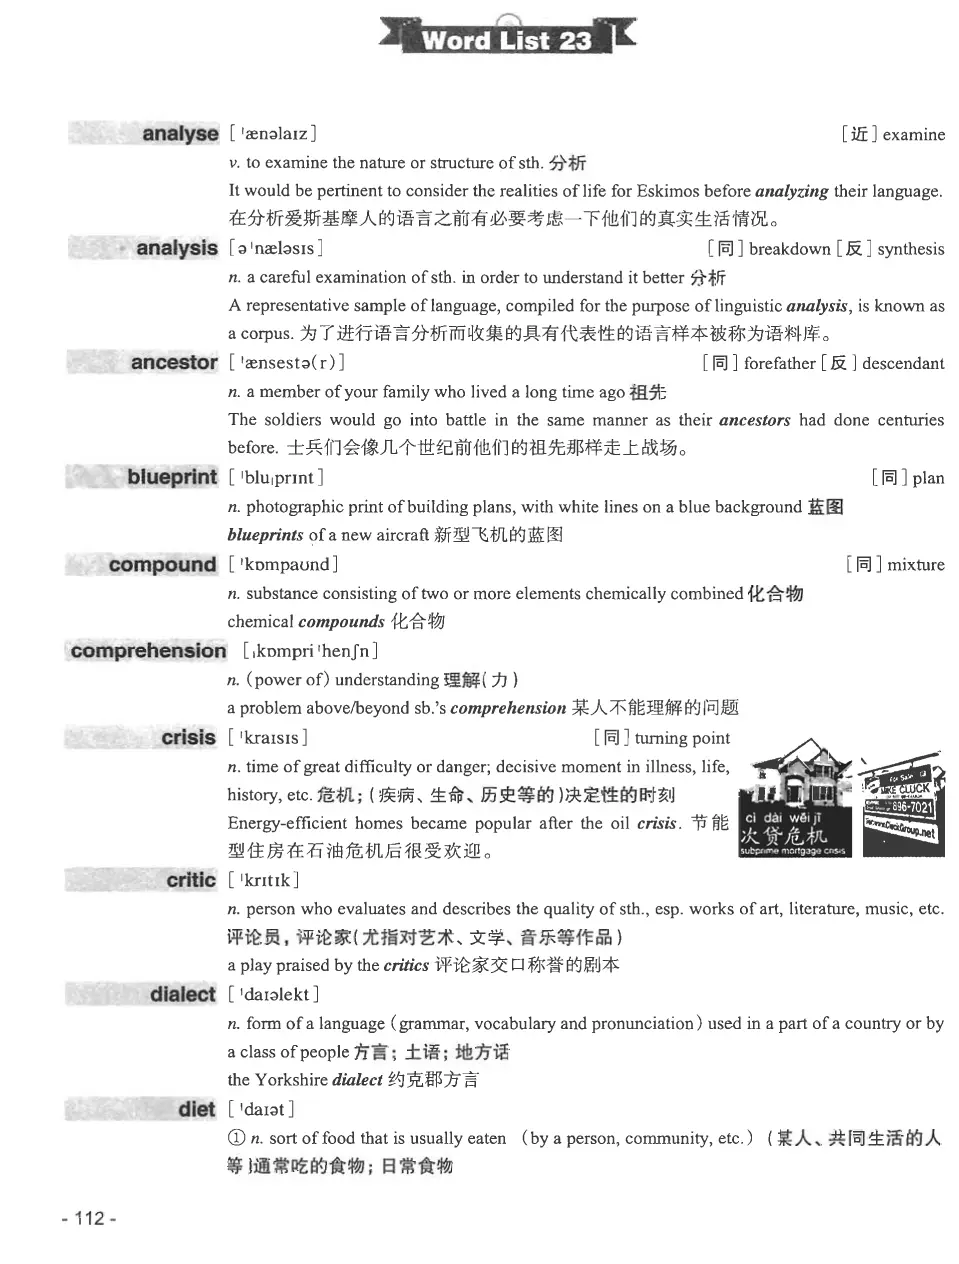 Word List 23
analyse [ˈænəlaɪz] [近] examine
v. to examine the nature or structure of sth. 分析
It would be pertinent to consider the realities of life for Eskimos before analyzing their language.
在分析爱斯基摩人的语言之前有必要考虑一下他们的真实生活情况。
analysis [əˈnæləsɪs] [同] breakdown [反] synthesis
n. a careful examination of sth. in order to understand it better 分析
A representative sample of language, compiled for the purpose of linguistic analysis, is known as
a corpus. 为了进行语言分析而收集的具有代表性的语言样本被称为语料库。
ancestor [ˈænsestə(r)] [同] forefather [反] descendant
n. a member of your family who lived a long time ago 祖先
The soldiers would go into battle in the same manner as their ancestors had done centuries
before. 士兵们会像几个世纪前他们的祖先那样走上战场。
blueprint [ˈbluˌprɪnt] [同] plan
n. photographic print of building plans, with white lines on a blue background 蓝图
blueprints of a new aircraft 新型飞机的蓝图
compound [ˈkɒmpaʊnd] [同] mixture
n. substance consisting of two or more elements chemically combined 化合物
chemical compounds 化合物
comprehension [ˌkɒmpriˈhenʃn]
n. (power of) understanding 理解(力)
a problem above/beyond sb.'s comprehension 某人不能理解的问题
crisis [ˈkraɪsɪs] [同] turning point
n. time of great difficulty or danger; decisive moment in illness, life,
history, etc. 危机; (疾病、生命、历史等的)决定性的时刻
Energy-efficient homes became popular after the oil crisis. 节能
型住房在石油危机后很受欢迎。
For Sale
MIKE CLUCK
896-7021
cì dài wēi jī
次贷危机
subprime mortgage crisis
critic [ˈkrɪtɪk]
n. person who evaluates and describes the quality of sth., esp. works of art, literature, music, etc.
评论员, 评论家(尤指对艺术、文学、音乐等作品)
a play praised by the critics 评论家交口称誉的剧本
dialect [ˈdaɪəlekt]
n. form of a language (grammar, vocabulary and pronunciation) used in a part of a country or by
a class of people 方言; 土语; 地方话
the Yorkshire dialect 约克郡方言
diet [ˈdaɪət]
① n. sort of food that is usually eaten (by a person, community, etc.) (某人、共同生活的人
等)通常吃的食物; 日常食物
- 112 -